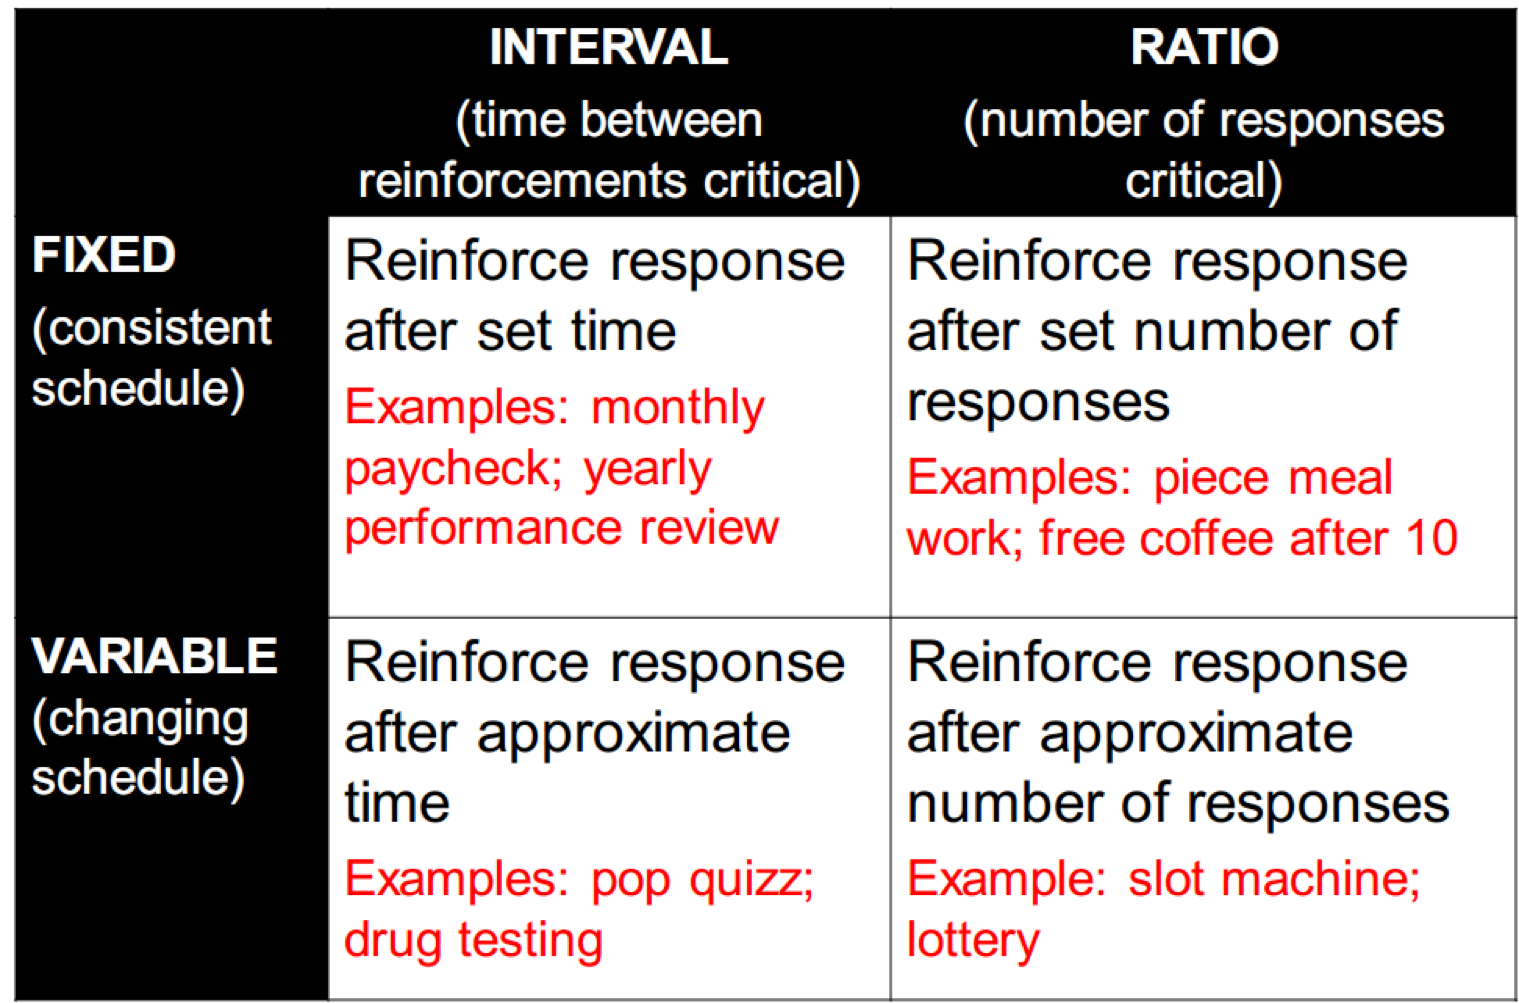 INTERVAL
(time between
reinforcements critical)
RATIO
(number of responses
critical)
FIXED
(consistent
schedule)
Reinforce response
after set time
Examples: monthly
paycheck; yearly
performance review
Reinforce response
after set number of
responses
Examples: piece meal
work; free coffee after 10
VARIABLE
(changing
schedule)
Reinforce response
after approximate
time
Examples: pop quizz;
drug testing
Reinforce response
after approximate
number of responses
Example: slot machine;
lottery